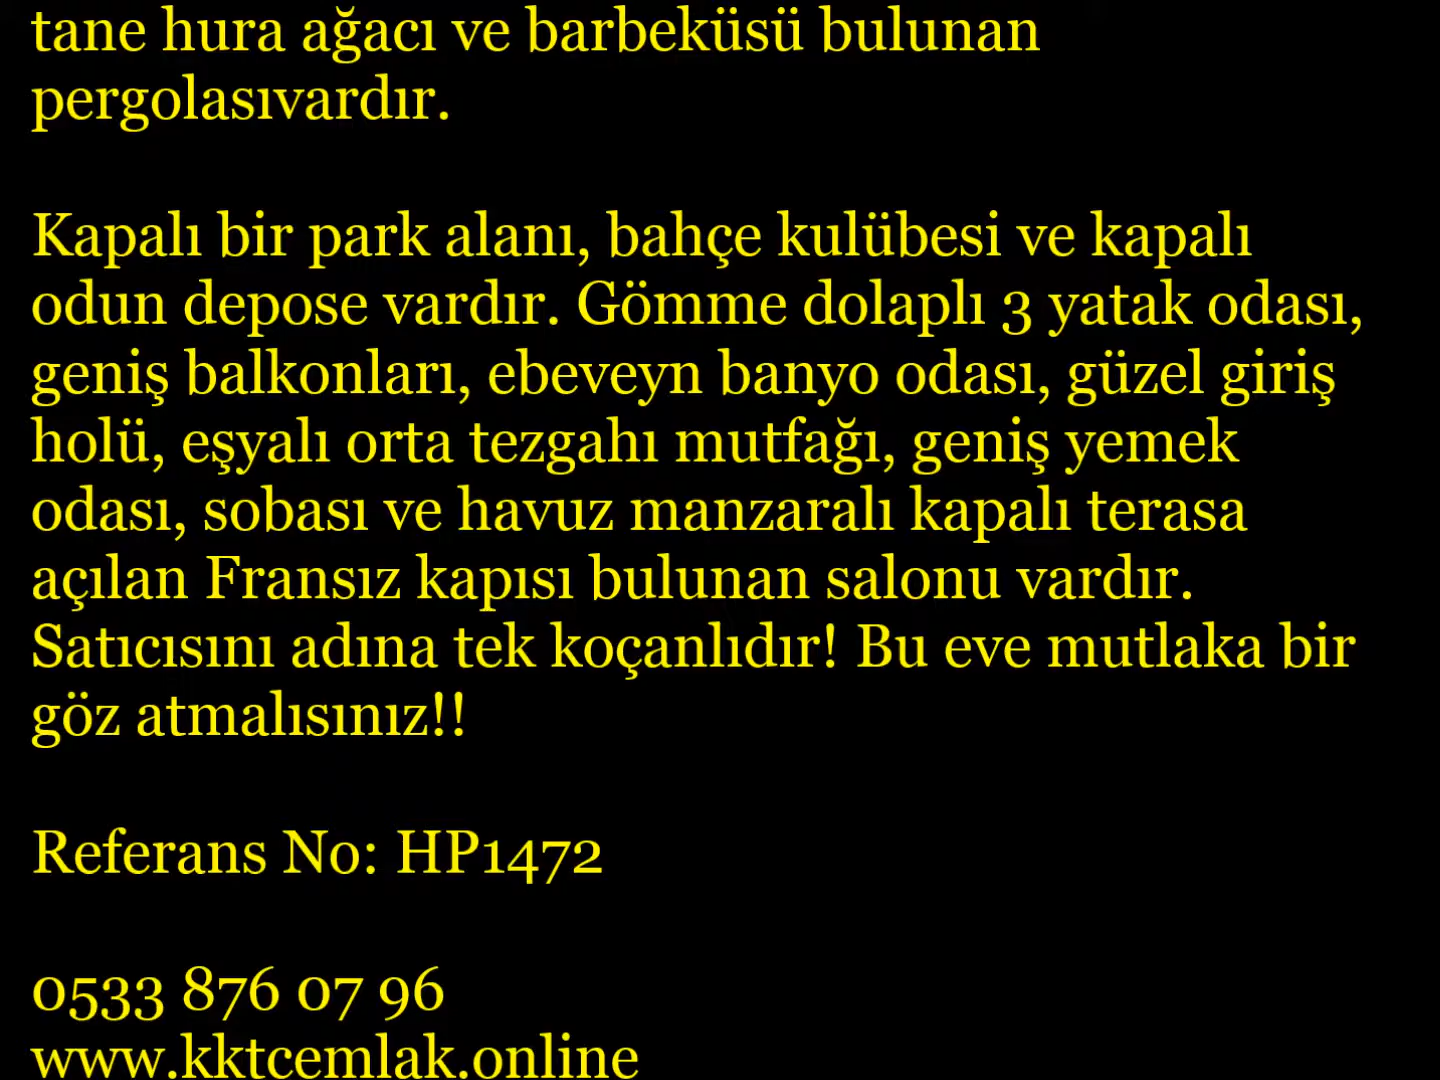 tane hura ağacı ve barbeküsü bulunan
pergolasıvardır.
Kapalı bir park alanı, bahçe kulübesi ve kapalı
odun depose vardır. Gömme dolaplı 3 yatak odası,
geniş balkonları, ebeveyn banyo odası, güzel giriş
holü, eşyalı orta tezgahı mutfağı, geniş yemek
odası, sobası ve havuz manzaralı kapalı terasa
açılan Fransız kapısı bulunan salonu vardır.
Satıcısını adına tek koçanlıdır! Bu eve mutlaka bir
göz atmalısınız!!
Referans No: HP1472
0533 876 07 96
www.kktcemlak.online